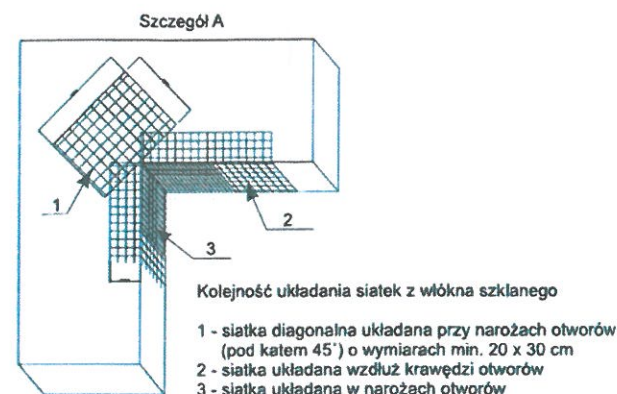 Szczegół A
1
2
3
Kolejność układania siatek z włókna szklanego
1 - siatka diagonalna układana przy narożach otworów
(pod katem 45°) o wymiarach min. 20 x 30 cm
2 - siatka układana wzdłuż krawędzi otworów
3 - siatka układana w narożach otworów